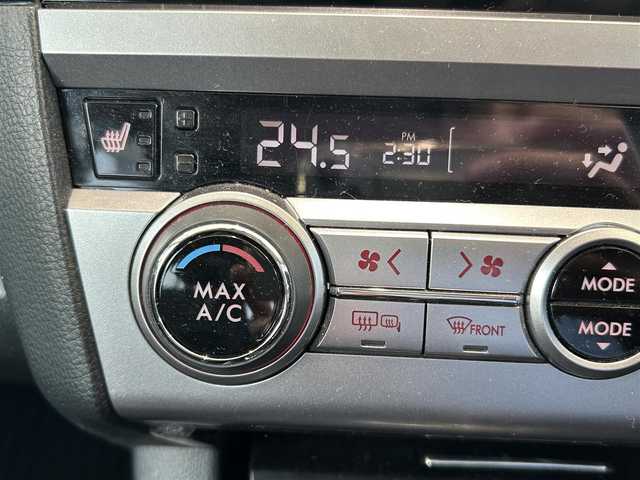 24.5
PM
2:30
MAX
A/C
FRONT
MODE
MODE